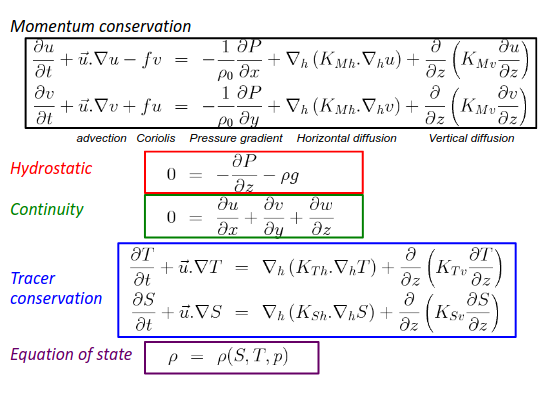 Momentum conservation
∂u/∂t + u⃗.∇u − fv = −(1/ρ₀)(∂P/∂x) + ∇ₕ(K_Mh.∇ₕu) + ∂/∂z(K_Mv ∂u/∂z)
∂v/∂t + u⃗.∇v + fu = −(1/ρ₀)(∂P/∂y) + ∇ₕ(K_Mh.∇ₕv) + ∂/∂z(K_Mv ∂v/∂z)
advection Coriolis Pressure gradient Horizontal diffusion Vertical diffusion
Hydrostatic 0 = −∂P/∂z − ρg
Continuity 0 = ∂u/∂x + ∂v/∂y + ∂w/∂z
∂T/∂t + u⃗.∇T = ∇ₕ(K_Th.∇ₕT) + ∂/∂z(K_Tv ∂T/∂z)
Tracer
conservation
∂S/∂t + u⃗.∇S = ∇ₕ(K_Sh.∇ₕS) + ∂/∂z(K_Sv ∂S/∂z)
Equation of state ρ = ρ(S, T, p)